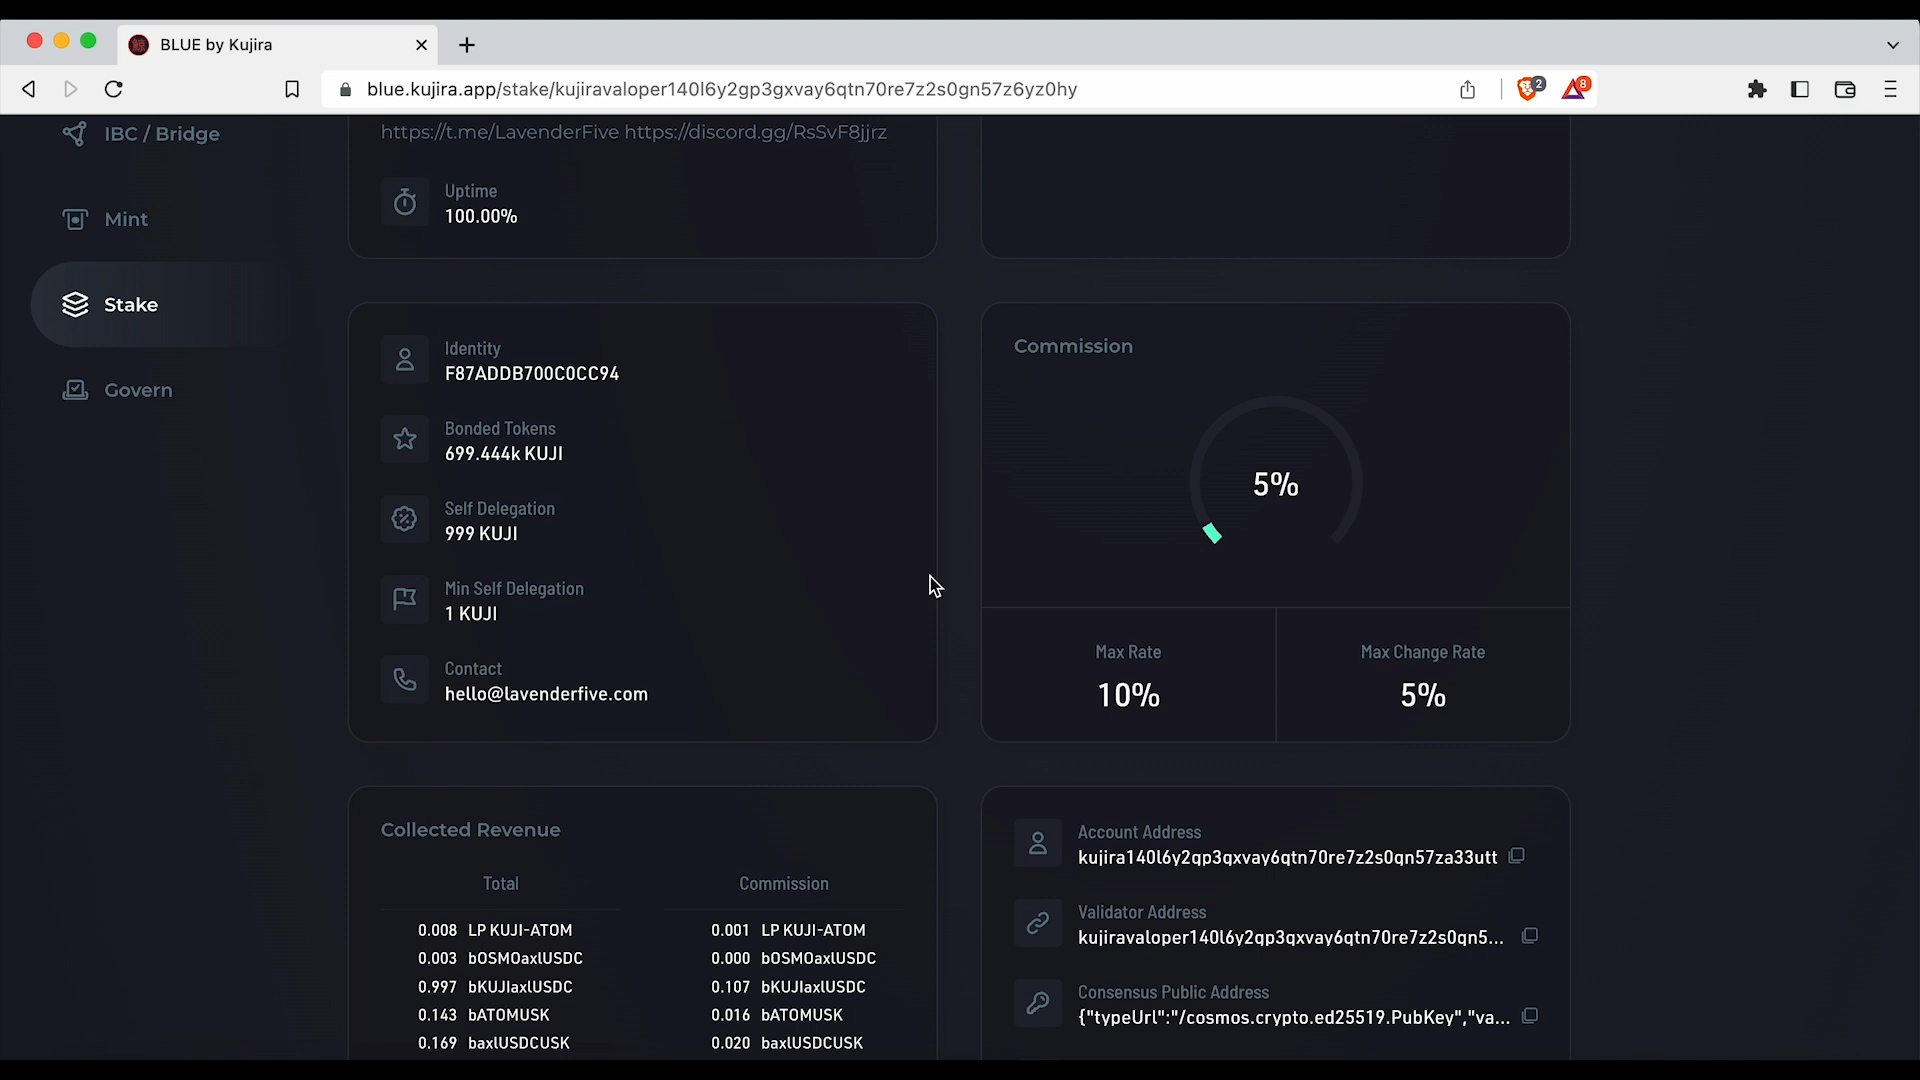 BLUE by Kujira
blue.kujira.app/stake/kujiravaloper140l6y2gp3gxvay6qtn70re7z2s0gn57z6yz0hy
2
8
IBC / Bridge
Mint
Stake
Govern
https://t.me/LavenderFive https://discord.gg/RsSvF8jjrz
Uptime
100.00%
Identity
F87ADDB700C0CC94
Bonded Tokens
699.444k KUJI
Self Delegation
999 KUJI
Min Self Delegation
1 KUJI
Contact
hello@lavenderfive.com
Commission
5%
Max Rate
10%
Max Change Rate
5%
Collected Revenue
Total
0.008 LP KUJI-ATOM
0.003 bOSMOaxlUSDC
0.997 bKUJIaxlUSDC
0.143 bATOMUSK
0.169 baxlUSDCUSK
Commission
0.001 LP KUJI-ATOM
0.000 bOSMOaxlUSDC
0.107 bKUJIaxlUSDC
0.016 bATOMUSK
0.020 baxlUSDCUSK
Account Address
kujira140l6y2gp3gxvay6qtn70re7z2s0gn57za33utt
Validator Address
kujiravaloper140l6y2gp3gxvay6qtn70re7z2s0gn5...
Consensus Public Address
{"typeUrl":"/cosmos.crypto.ed25519.PubKey","va...